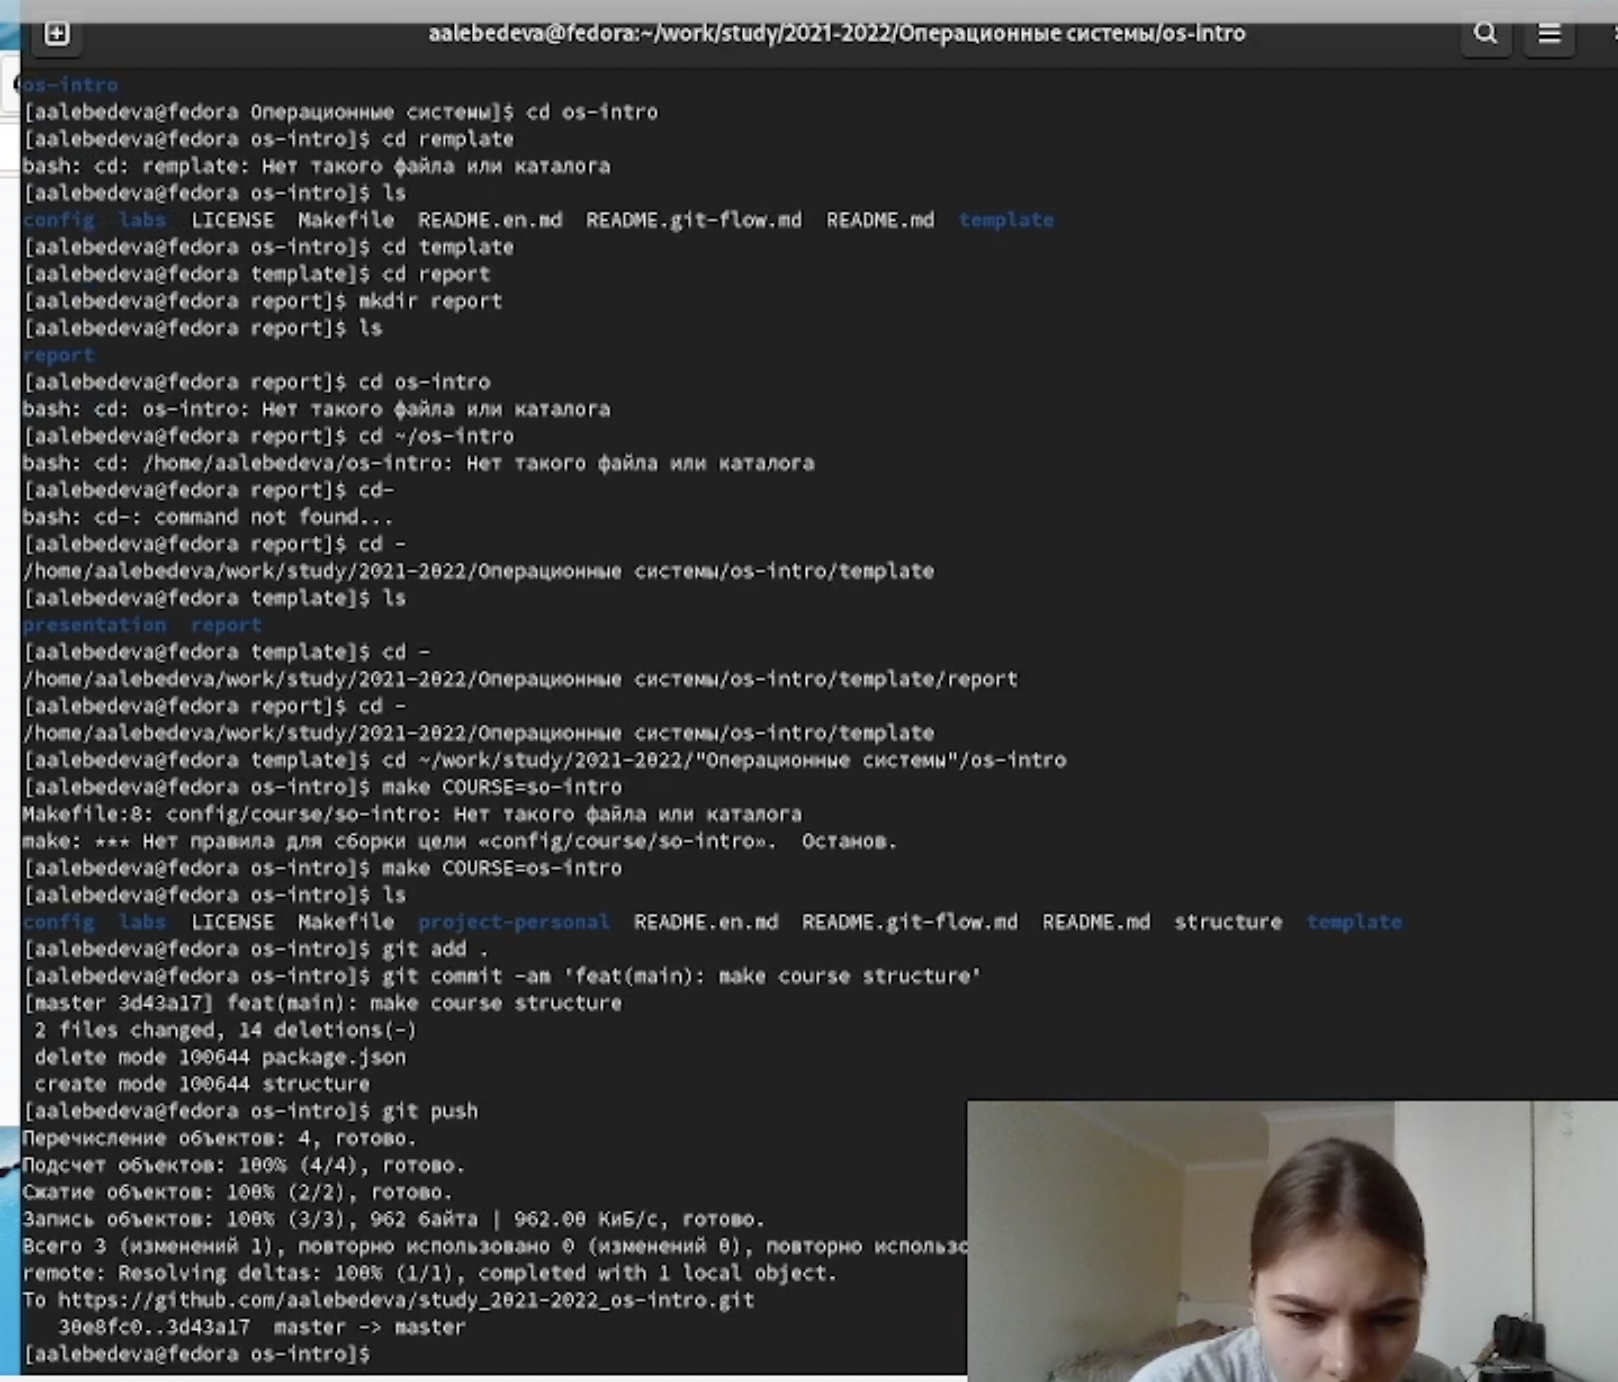 aalebedeva@fedora:~/work/study/2021-2022/Операционные системы/os-intro
os-intro
[aalebedeva@fedora Операционные системы]$ cd os-intro
[aalebedeva@fedora os-intro]$ cd remplate
bash: cd: remplate: Нет такого файла или каталога
[aalebedeva@fedora os-intro]$ ls
config labs LICENSE Makefile README.en.md README.git-flow.md README.md template
[aalebedeva@fedora os-intro]$ cd template
[aalebedeva@fedora template]$ cd report
[aalebedeva@fedora report]$ mkdir report
[aalebedeva@fedora report]$ ls
report
[aalebedeva@fedora report]$ cd os-intro
bash: cd: os-intro: Нет такого файла или каталога
[aalebedeva@fedora report]$ cd ~/os-intro
bash: cd: /home/aalebedeva/os-intro: Нет такого файла или каталога
[aalebedeva@fedora report]$ cd-
bash: cd-: command not found...
[aalebedeva@fedora report]$ cd -
/home/aalebedeva/work/study/2021-2022/Операционные системы/os-intro/template
[aalebedeva@fedora template]$ ls
presentation report
[aalebedeva@fedora template]$ cd -
/home/aalebedeva/work/study/2021-2022/Операционные системы/os-intro/template/report
[aalebedeva@fedora report]$ cd -
/home/aalebedeva/work/study/2021-2022/Операционные системы/os-intro/template
[aalebedeva@fedora template]$ cd ~/work/study/2021-2022/"Операционные системы"/os-intro
[aalebedeva@fedora os-intro]$ make COURSE=so-intro
Makefile:8: config/course/so-intro: Нет такого файла или каталога
make: *** Нет правила для сборки цели «config/course/so-intro». Останов.
[aalebedeva@fedora os-intro]$ make COURSE=os-intro
[aalebedeva@fedora os-intro]$ ls
config labs LICENSE Makefile project-personal README.en.md README.git-flow.md README.md structure template
[aalebedeva@fedora os-intro]$ git add .
[aalebedeva@fedora os-intro]$ git commit -am 'feat(main): make course structure'
[master 3d43a17] feat(main): make course structure
2 files changed, 14 deletions(-)
delete mode 100644 package.json
create mode 100644 structure
[aalebedeva@fedora os-intro]$ git push
Перечисление объектов: 4, готово.
Подсчет объектов: 100% (4/4), готово.
Сжатие объектов: 100% (2/2), готово.
Запись объектов: 100% (3/3), 962 байта | 962.00 КиБ/с, готово.
Всего 3 (изменений 1), повторно использовано 0 (изменений 0), повторно использо
remote: Resolving deltas: 100% (1/1), completed with 1 local object.
To https://github.com/aalebedeva/study_2021-2022_os-intro.git
30e8fc0..3d43a17 master -> master
[aalebedeva@fedora os-intro]$